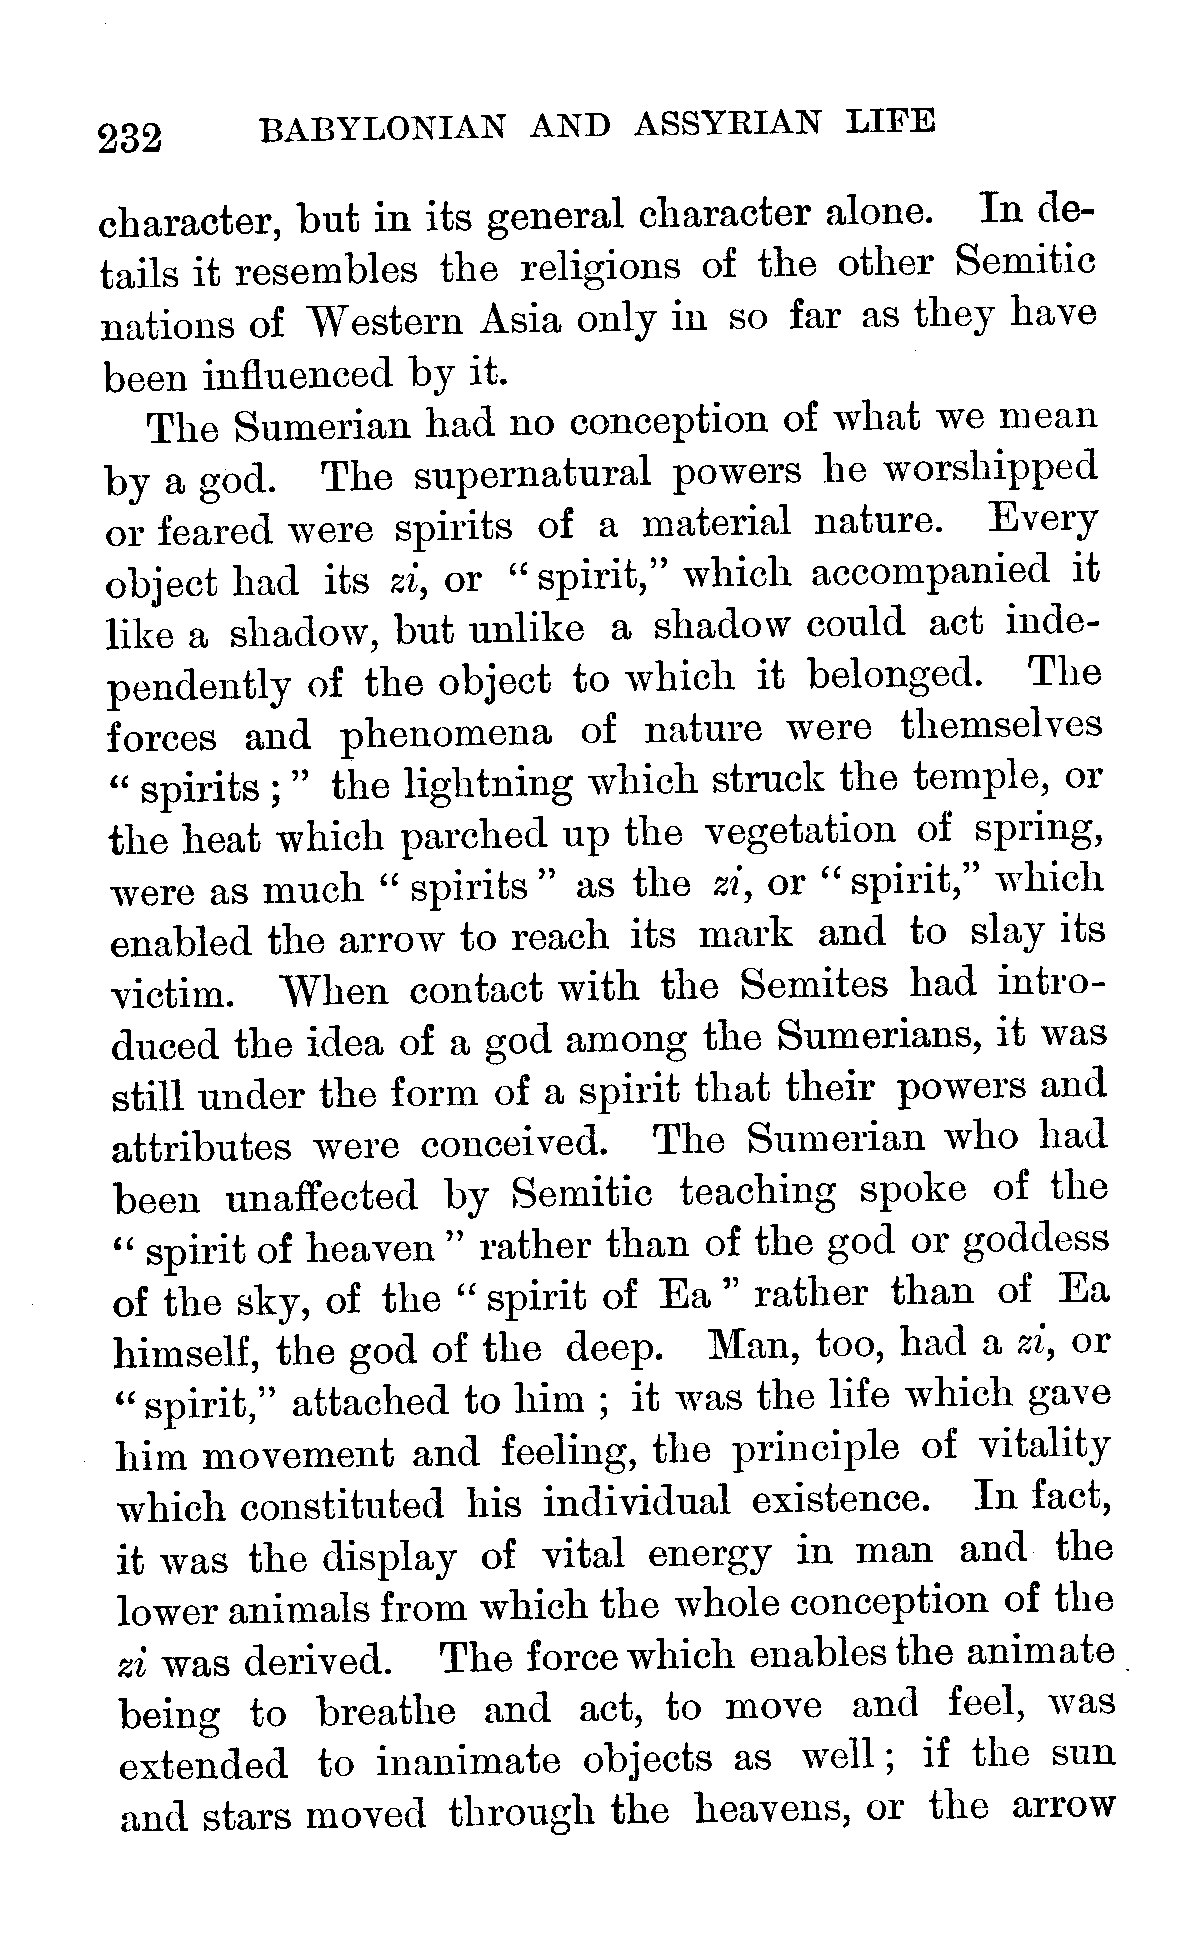 232 BABYLONIAN AND ASSYRIAN LIFE
character, but in its general character alone. In de-
tails it resembles the religions of the other Semitic
nations of Western Asia only in so far as they have
been influenced by it.
The Sumerian had no conception of what we mean
by a god. The supernatural powers he worshipped
or feared were spirits of a material nature. Every
object had its zi, or “ spirit,” which accompanied it
like a shadow, but unlike a shadow could act inde-
pendently of the object to which it belonged. The
forces and phenomena of nature were themselves
“ spirits ; ” the lightning which struck the temple, or
the heat which parched up the vegetation of spring,
were as much “ spirits ” as the zi, or “ spirit,” which
enabled the arrow to reach its mark and to slay its
victim. When contact with the Semites had intro-
duced the idea of a god among the Sumerians, it was
still under the form of a spirit that their powers and
attributes were conceived. The Sumerian who had
been unaffected by Semitic teaching spoke of the
“ spirit of heaven ” rather than of the god or goddess
of the sky, of the “ spirit of Ea ” rather than of Ea
himself, the god of the deep. Man, too, had a zi, or
“ spirit,” attached to him ; it was the life which gave
him movement and feeling, the principle of vitality
which constituted his individual existence. In fact,
it was the display of vital energy in man and the
lower animals from which the whole conception of the
zi was derived. The force which enables the animate
being to breathe and act, to move and feel, was
extended to inanimate objects as well ; if the sun
and stars moved through the heavens, or the arrow